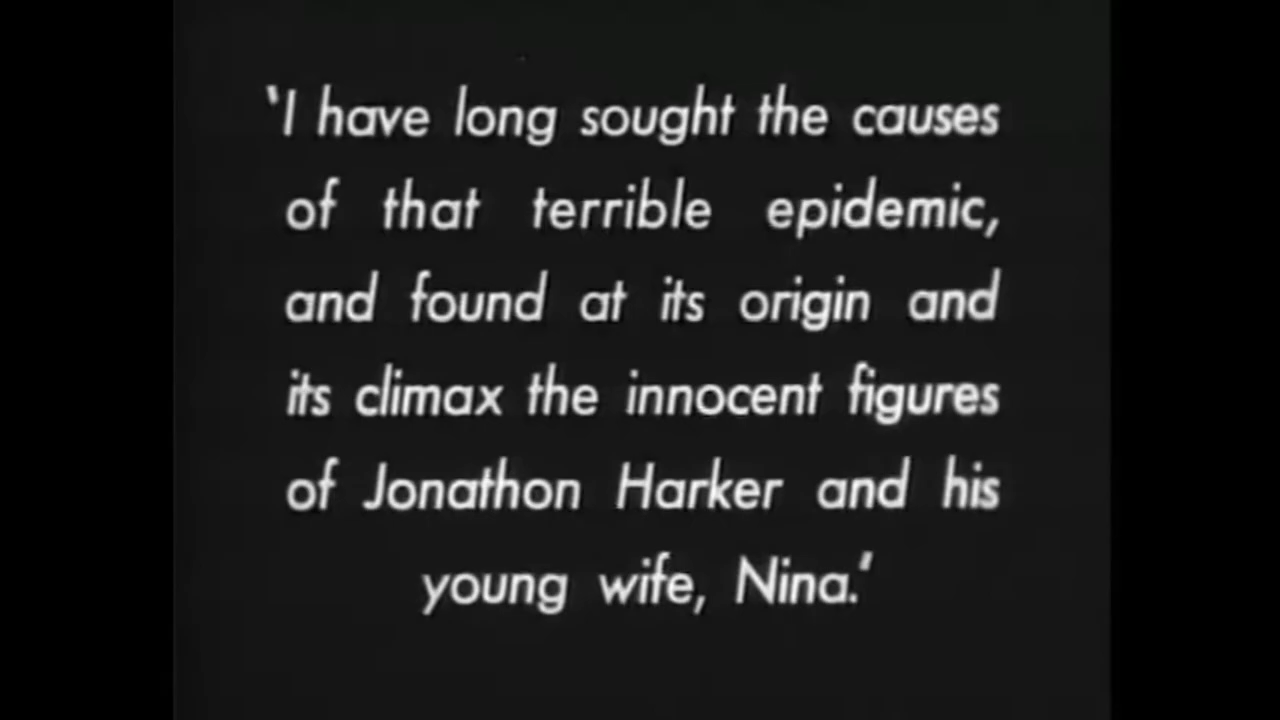 'I have long sought the causes
of that terrible epidemic,
and found at its origin and
its climax the innocent figures
of Jonathon Harker and his
young wife, Nina.'